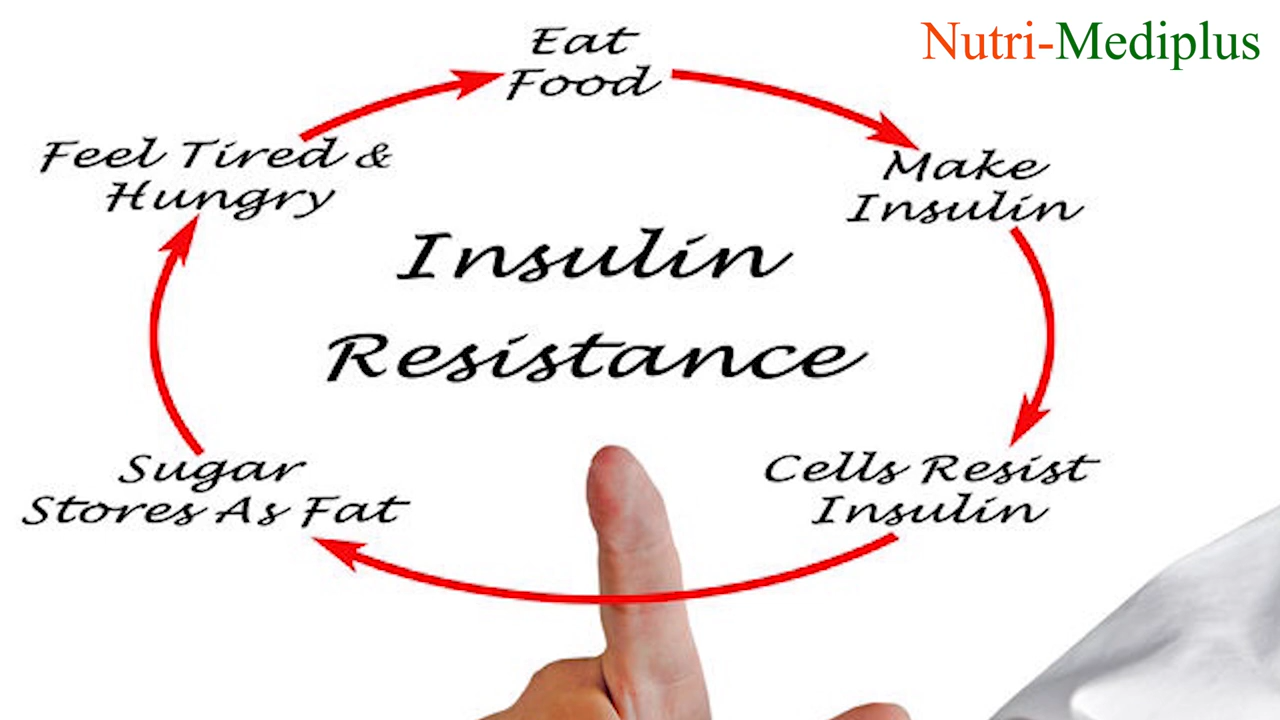 Nutri-Mediplus
Eat
Food
Make
Insulin
Cells Resist
Insulin
Sugar
Stores As Fat
Feel Tired &
Hungry
Insulin
Resistance